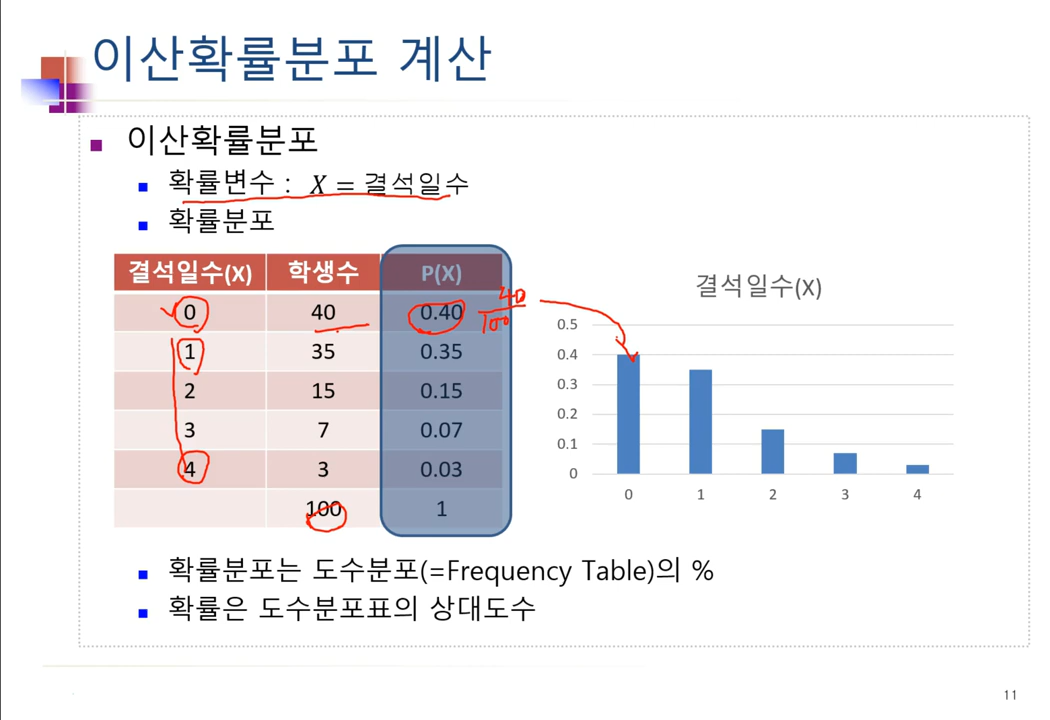 이산확률분포 계산
이산확률분포
확률변수 : X = 결석일수
확률분포
결석일수(X) 학생수 P(X)
0 40 0.40
40
100
1 35 0.35
2 15 0.15
3 7 0.07
4 3 0.03
100 1
결석일수(X)
0.5
0.4
0.3
0.2
0.1
0
0 1 2 3 4
확률분포는 도수분포(=Frequency Table)의 %
확률은 도수분포표의 상대도수
11